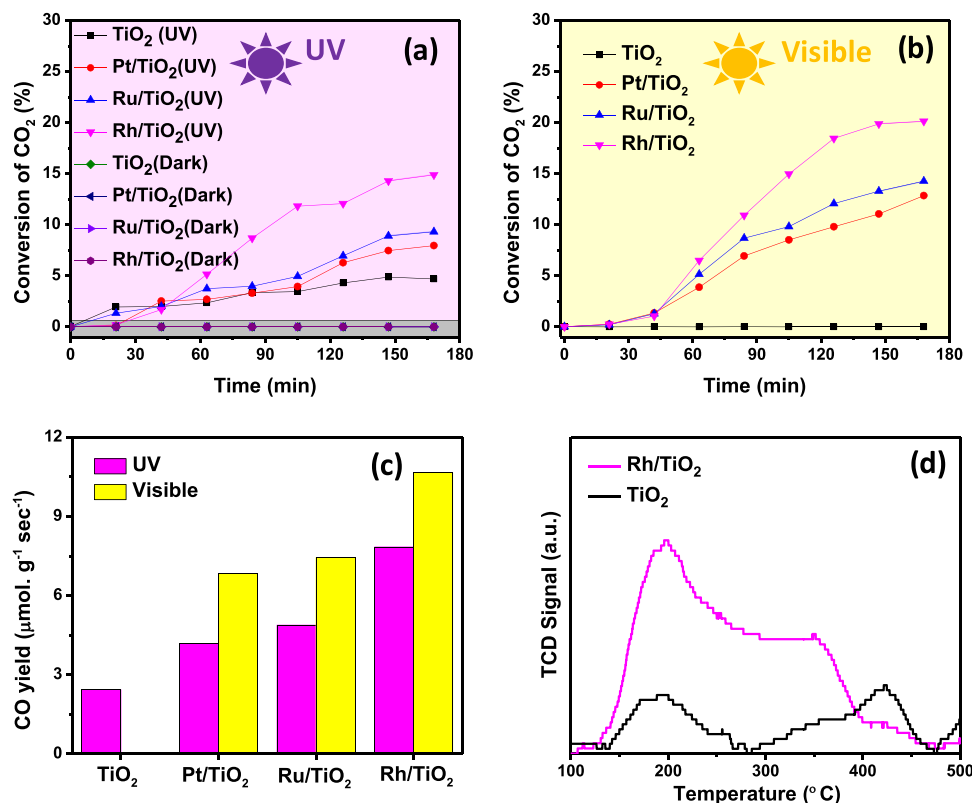 (a)
UV
TiO2 (UV)
Pt/TiO2(UV)
Ru/TiO2(UV)
Rh/TiO2(UV)
TiO2(Dark)
Pt/TiO2(Dark)
Ru/TiO2(Dark)
Rh/TiO2(Dark)
Conversion of CO2 (%)
30
25
20
15
10
5
0
0 30 60 90 120 150 180
Time (min)
(b)
Visible
TiO2
Pt/TiO2
Ru/TiO2
Rh/TiO2
Conversion of CO2 (%)
30
25
20
15
10
5
0
0 30 60 90 120 150 180
Time (min)
(c)
UV
Visible
CO yield (μmol. g-1 sec-1)
12
9
6
3
0
TiO2 Pt/TiO2 Ru/TiO2 Rh/TiO2
(d)
Rh/TiO2
TiO2
TCD Signal (a.u.)
100 200 300 400 500
Temperature (° C)